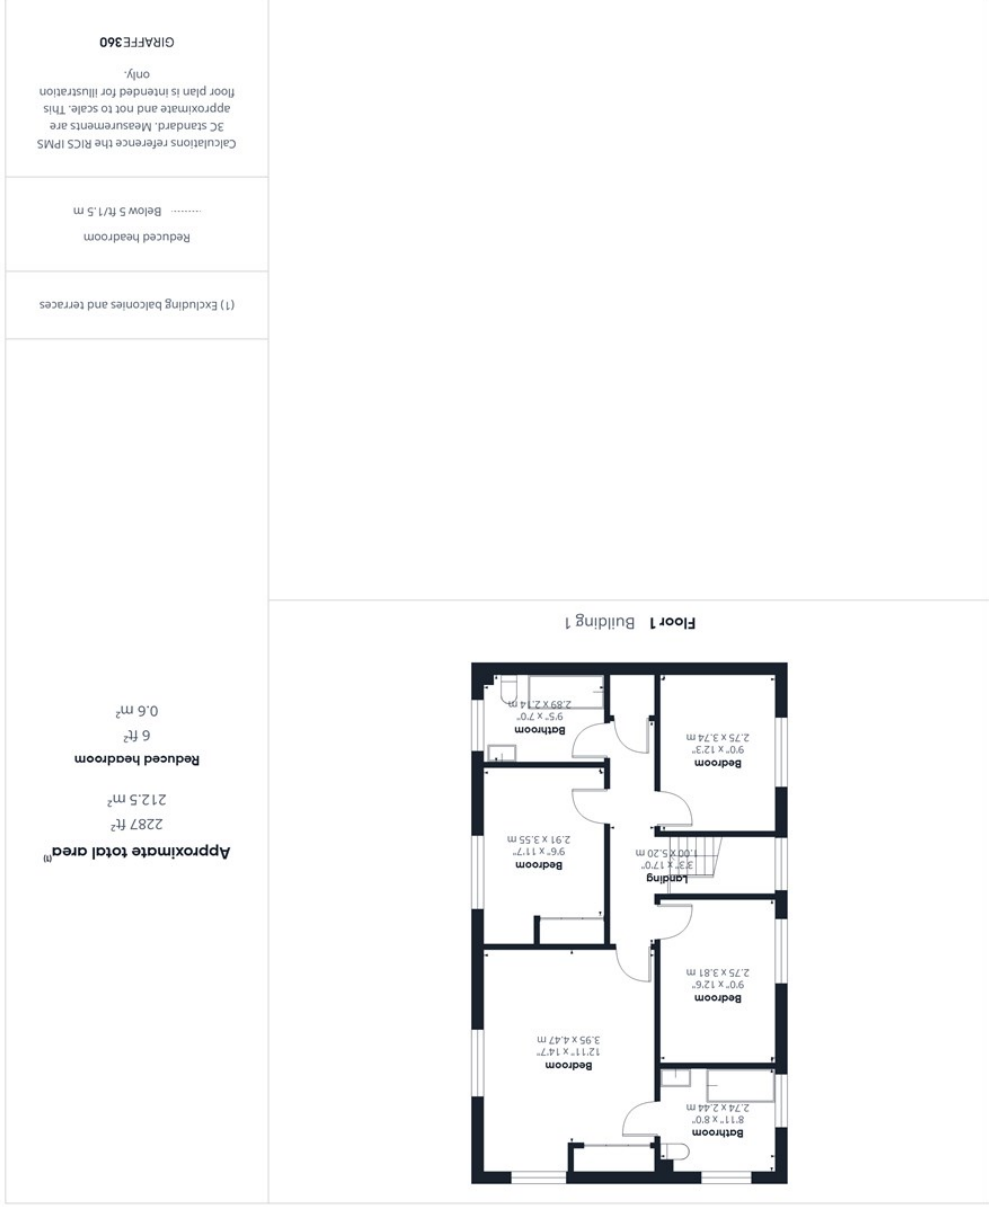 Bathroom
8'11" x 8'0"
2.74 x 2.44 m
Bedroom
12'11" x 14'7"
3.95 x 4.47 m
Bedroom
9'0" x 12'6"
2.75 x 3.81 m
Landing
3'3" x 17'0"
1.00 x 5.20 m
Bedroom
9'6" x 11'7"
2.91 x 3.55 m
Bedroom
9'0" x 12'3"
2.75 x 3.74 m
Bathroom
9'5" x 7'0"
2.89 x 2.14 m
Floor 1 Building 1
Approximate total area(1)
2287 ft²
212.5 m²
Reduced headroom
6 ft²
0.6 m²
(1) Excluding balconies and terraces
Reduced headroom
Below 5 ft/1.5 m
Calculations reference the RICS IPMS
3C standard. Measurements are
approximate and not to scale. This
floor plan is intended for illustration
only.
GIRAFFE360